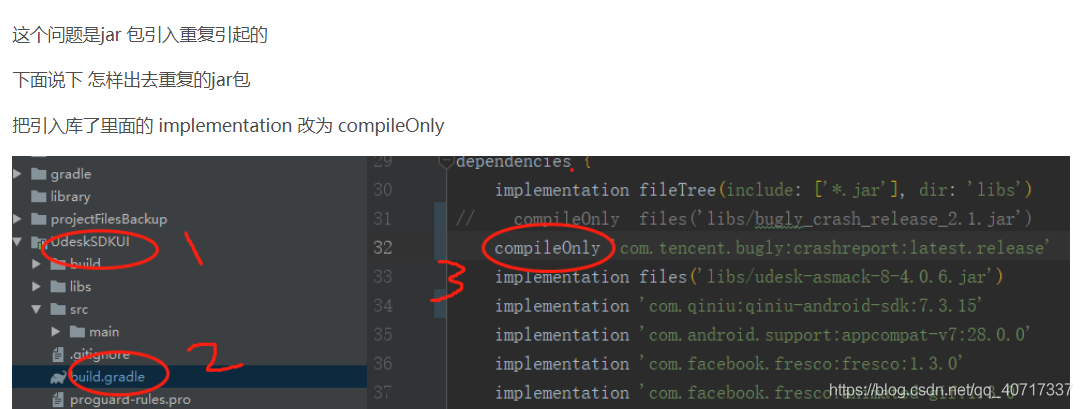 这个问题是jar 包引入重复引起的
下面说下 怎样出去重复的jar包
把引入库了里面的 implementation 改为 compileOnly
gradle
library
projectFilesBackup
UdeskSDKUI
build
libs
src
main
.gitignore
build.gradle
proguard-rules.pro
1
2
3
29 dependencies {
30 implementation fileTree(include: ['*.jar'], dir: 'libs')
31 // compileOnly files('libs/bugly_crash_release_2.1.jar')
32 compileOnly 'com.tencent.bugly:crashreport:latest.release'
33 implementation files('libs/udesk-asmack-8-4.0.6.jar')
34 implementation 'com.qiniu:qiniu-android-sdk:7.3.15'
35 implementation 'com.android.support:appcompat-v7:28.0.0'
36 implementation 'com.facebook.fresco:fresco:1.3.0'
37 implementation 'com.facebook.fresco:
https://blog.csdn.net/qq_40717337